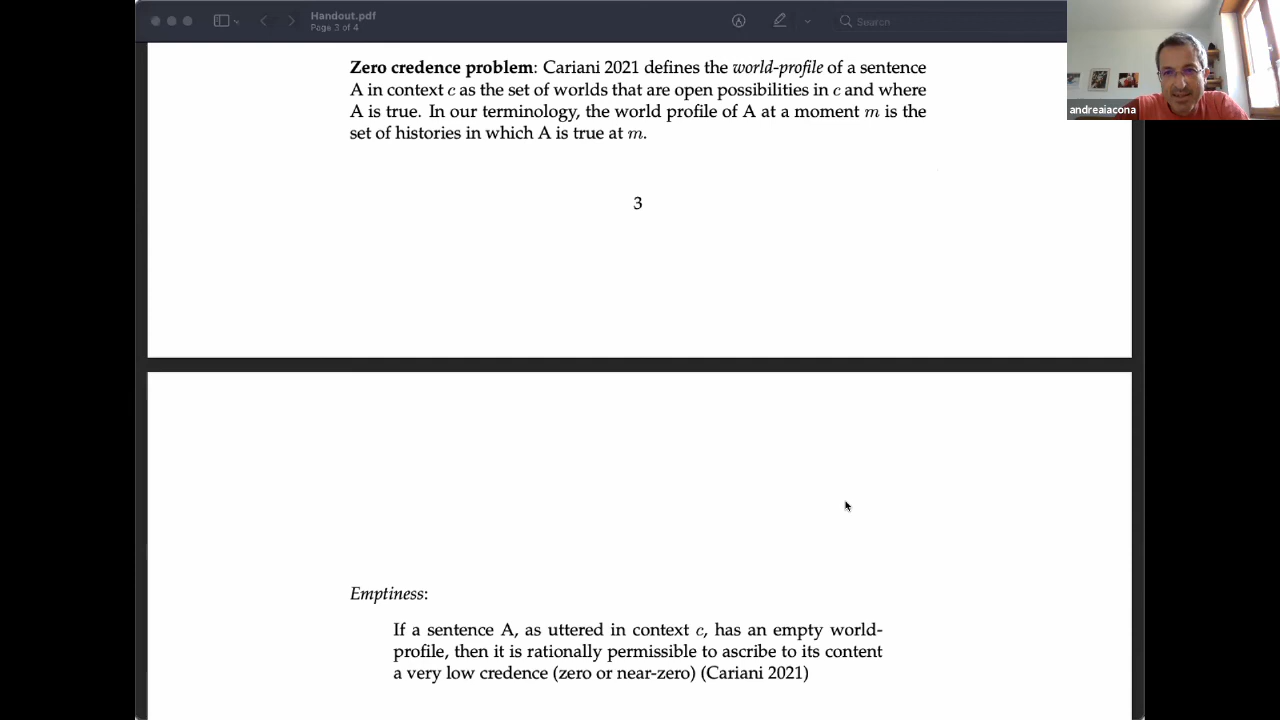 Handout.pdf
Page 3 of 4
Search
andreaiacona
Zero credence problem: Cariani 2021 defines the world-profile of a sentence
A in context c as the set of worlds that are open possibilities in c and where
A is true. In our terminology, the world profile of A at a moment m is the
set of histories in which A is true at m.
3
Emptiness:
If a sentence A, as uttered in context c, has an empty world-
profile, then it is rationally permissible to ascribe to its content
a very low credence (zero or near-zero) (Cariani 2021)